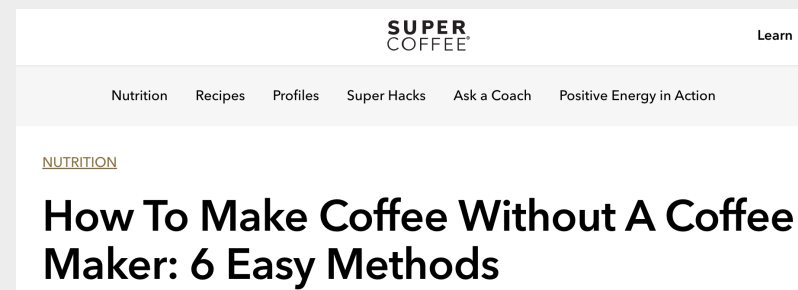 SUPER
COFFEE®
Learn
Nutrition Recipes Profiles Super Hacks Ask a Coach Positive Energy in Action
NUTRITION
How To Make Coffee Without A Coffee
Maker: 6 Easy Methods